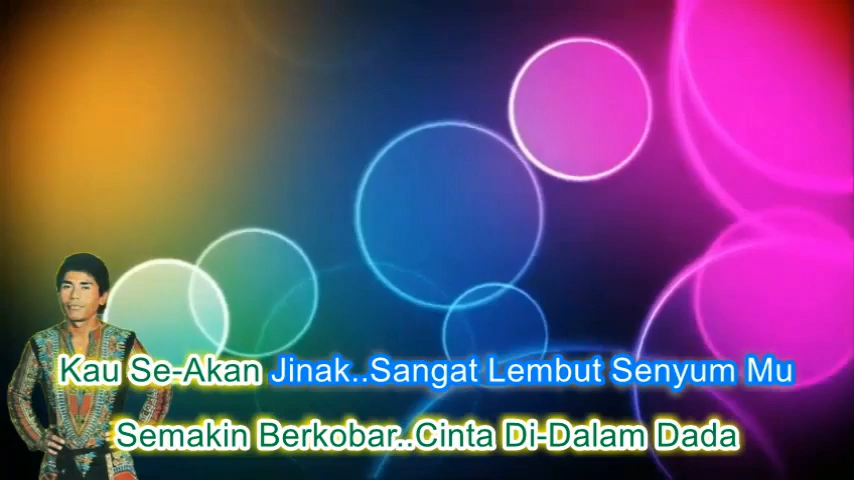 Kau Se-Akan Jinak..Sangat Lembut Senyum Mu
Semakin Berkobar..Cinta Di-Dalam Dada